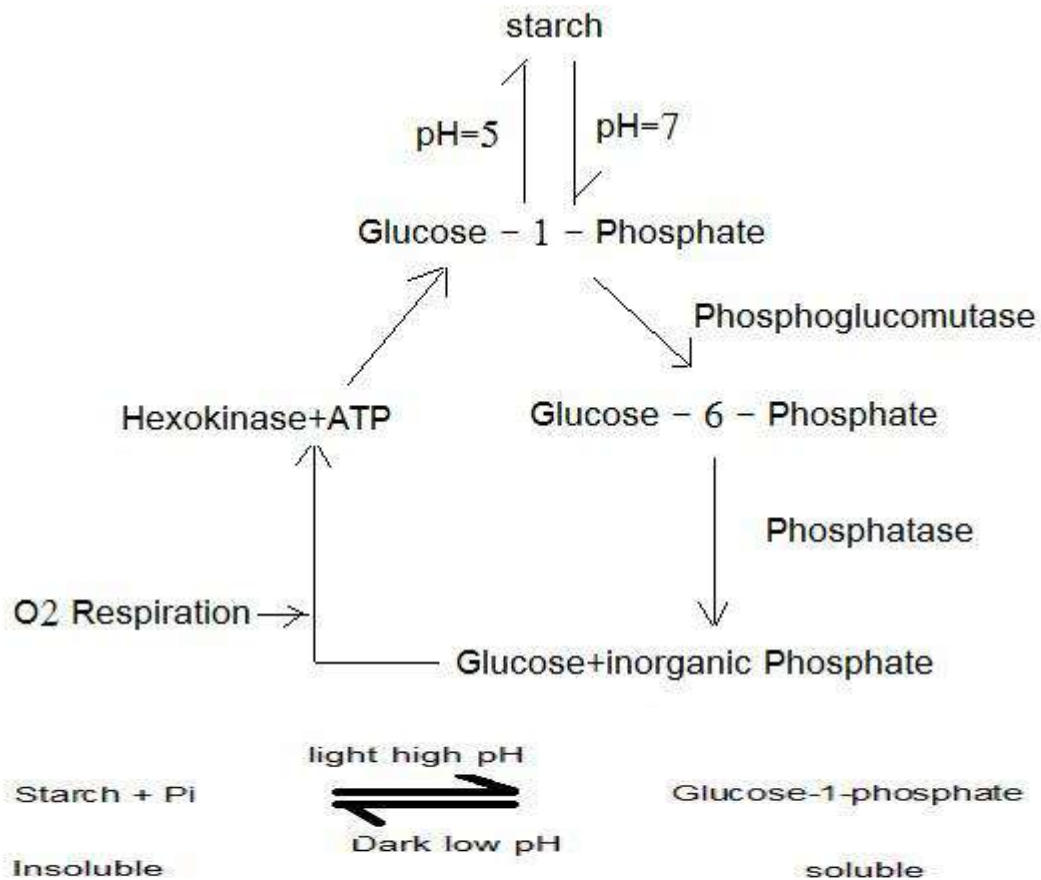 starch
pH=5
pH=7
Glucose - 1 - Phosphate
Phosphoglucomutase
Hexokinase+ATP
Glucose - 6 - Phosphate
Phosphatase
O2 Respiration
Glucose+inorganic Phosphate
light high pH
Starch + Pi
Glucose-1-phosphate
Dark low pH
Insoluble
soluble